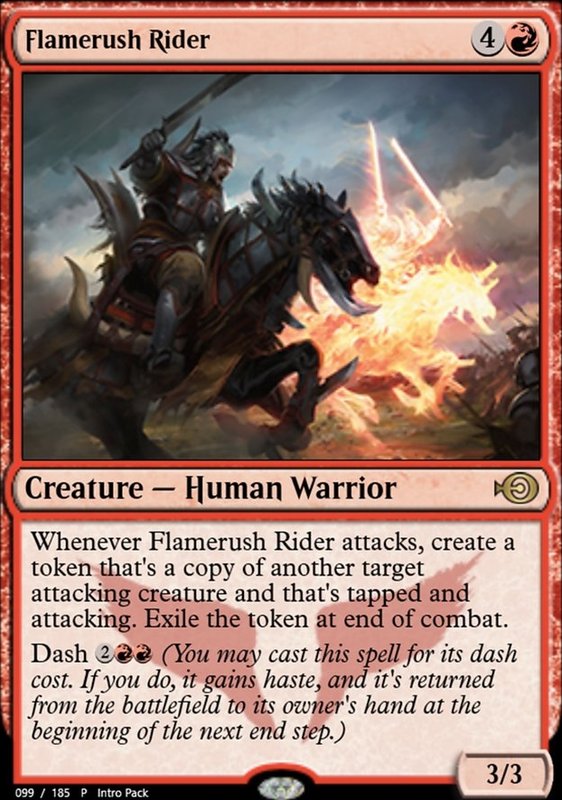 Flamerush Rider
4
Creature — Human Warrior
Whenever Flamerush Rider attacks, create a
token that's a copy of another target
attacking creature and that's tapped and
attacking. Exile the token at end of combat.
Dash 2 (You may cast this spell for its dash
cost. If you do, it gains haste, and it's returned
from the battlefield to its owner's hand at the
beginning of the next end step.)
3/3
099 / 185 P Intro Pack